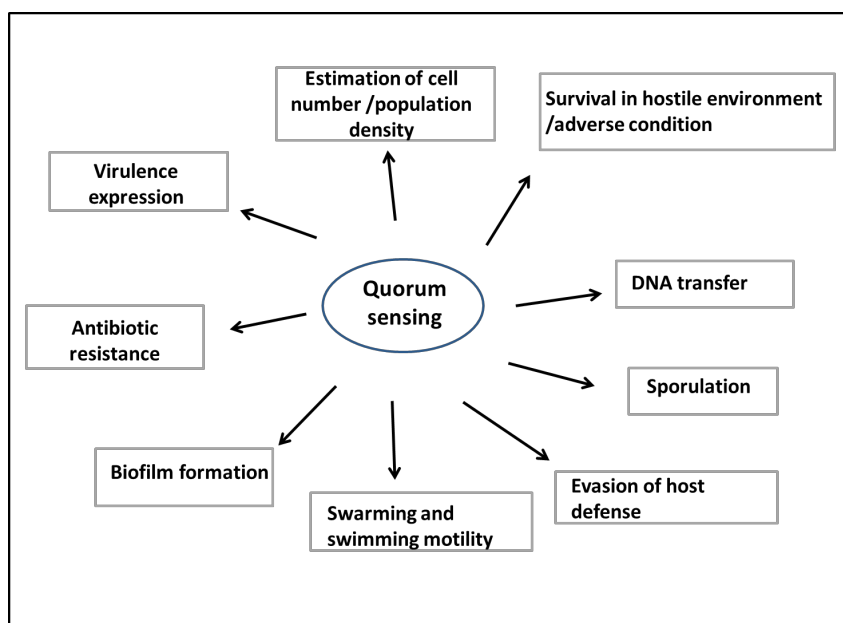 Estimation of cell
number /population
density
Survival in hostile environment
/adverse condition
Virulence
expression
Quorum
sensing
DNA transfer
Antibiotic
resistance
Sporulation
Biofilm formation
Evasion of host
defense
Swarming and
swimming motility